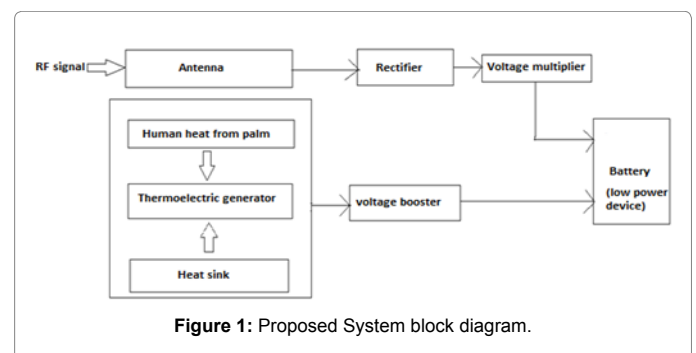 RF signal
Antenna
Rectifier
Voltage multiplier
Human heat from palm
Thermoelectric generator
Heat sink
voltage booster
Battery
(low power
device)
Figure 1: Proposed System block diagram.